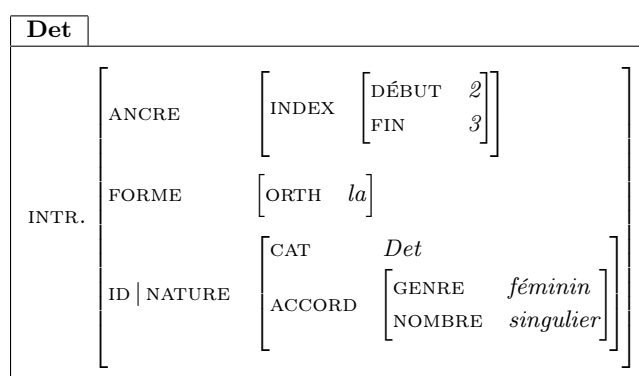 Det
DÉBUT 2
ANCRE INDEX
FIN 3
FORME ORTH la
INTR.
CAT Det
ID | NATURE
GENRE féminin
ACCORD
NOMBRE singulier